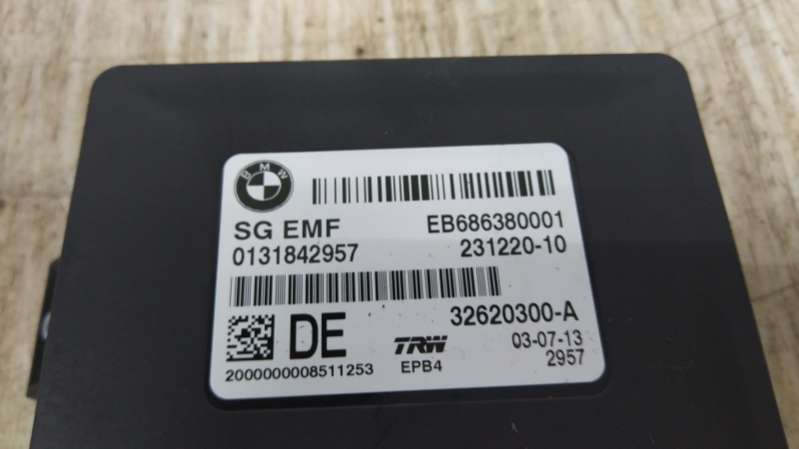 BMW
SG EMF EB686380001
0131842957 231220-10
32620300-A
DE TRW 03-07-13
2000000008511253 EPB4 2957